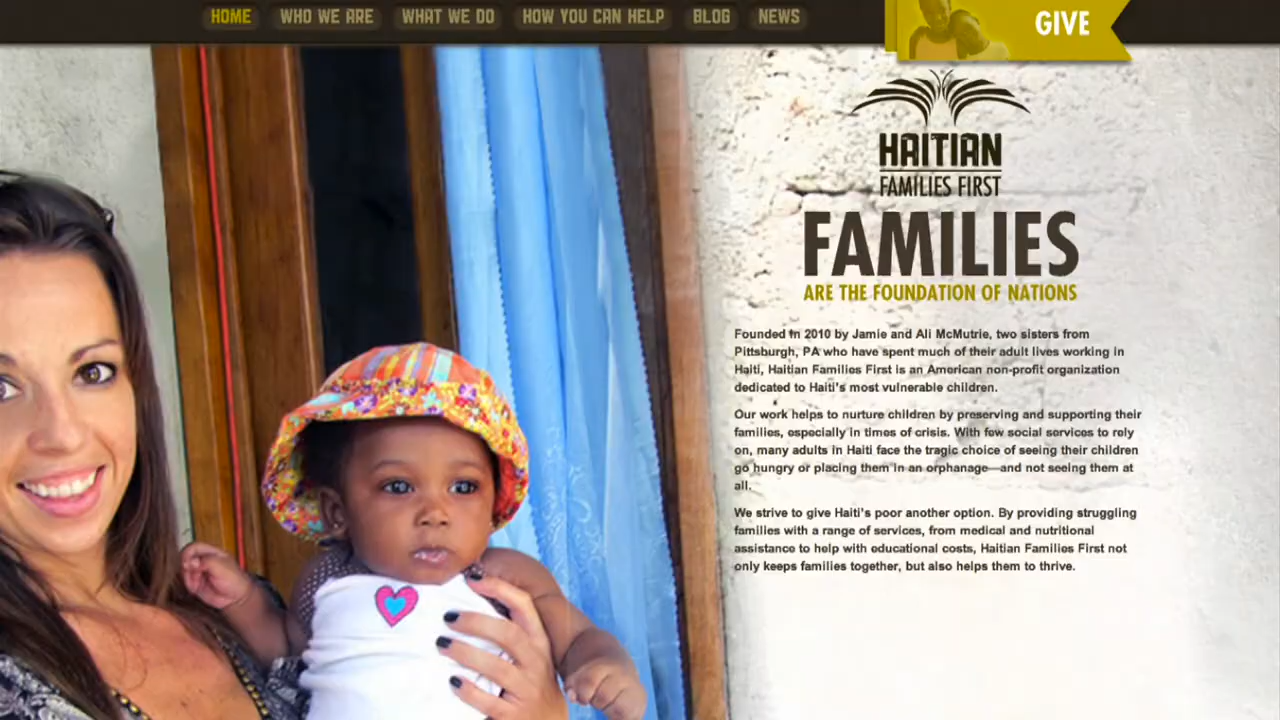 HOME WHO WE ARE WHAT WE DO HOW YOU CAN HELP BLOG NEWS
GIVE
HAITIAN
FAMILIES FIRST
FAMILIES
ARE THE FOUNDATION OF NATIONS
Founded in 2010 by Jamie and Ali McMutrie, two sisters from
Pittsburgh, PA who have spent much of their adult lives working in
Haiti, Haitian Families First is an American non-profit organization
dedicated to Haiti's most vulnerable children.
Our work helps to nurture children by preserving and supporting their
families, especially in times of crisis. With few social services to rely
on, many adults in Haiti face the tragic choice of seeing their children
go hungry or placing them in an orphanage—and not seeing them at
all.
We strive to give Haiti's poor another option. By providing struggling
families with a range of services, from medical and nutritional
assistance to help with educational costs, Haitian Families First not
only keeps families together, but also helps them to thrive.